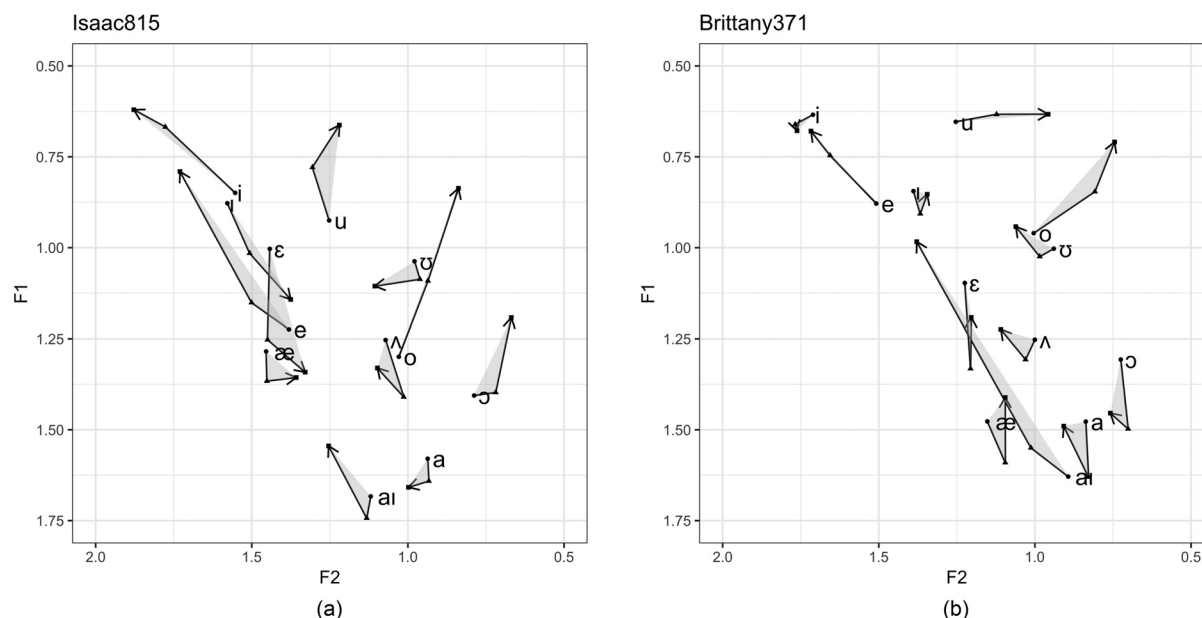 Isaac815
0.50
0.75
1.00
1.25
1.50
1.75
F1
i
ɪ
ɛ
u
ʊ
e
æ
ʌ
o
ɔ
a
aɪ
2.0 1.5 1.0 0.5
F2
(a)
Brittany371
0.50
0.75
1.00
1.25
1.50
1.75
F1
i
u
e
ɪ
o
ʊ
ɛ
ʌ
ɔ
æ
a
aɪ
2.0 1.5 1.0 0.5
F2
(b)